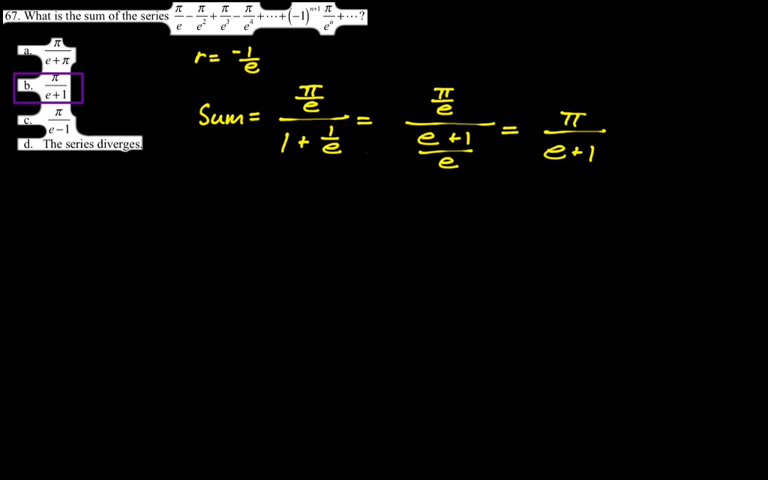 67. What is the sum of the series π/e − π/e² + π/e³ − π/e⁴ + ⋯ + (−1)ⁿ⁺¹ π/eⁿ + ⋯ ?
a. π/(e+π)
b. π/(e+1)
c. π/(e−1)
d. The series diverges.
r = -1/e
Sum = (π/e)/(1 + 1/e) = (π/e)/((e+1)/e) = π/(e+1)